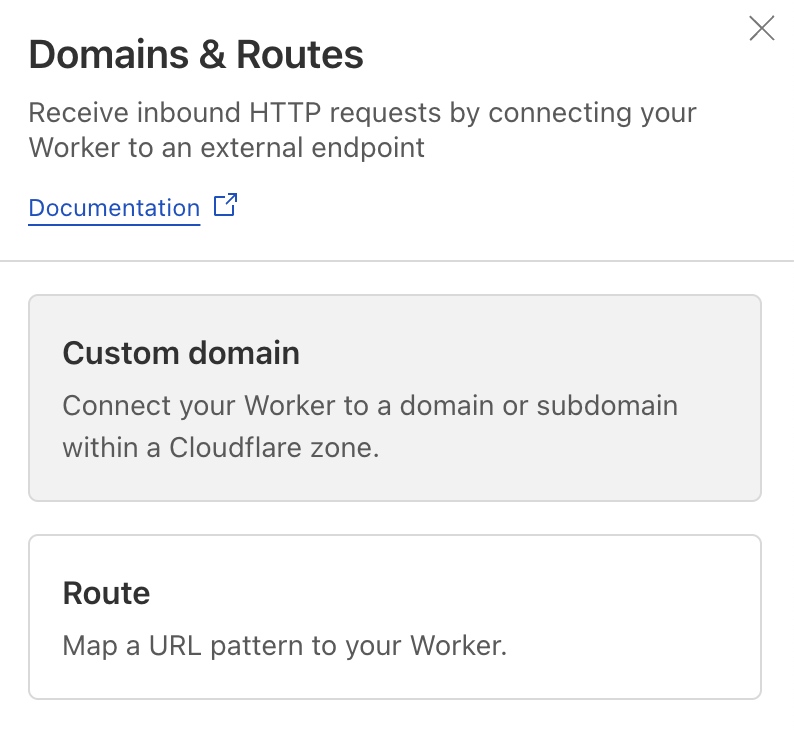 Domains & Routes
Receive inbound HTTP requests by connecting your
Worker to an external endpoint
Documentation
Custom domain
Connect your Worker to a domain or subdomain
within a Cloudflare zone.
Route
Map a URL pattern to your Worker.